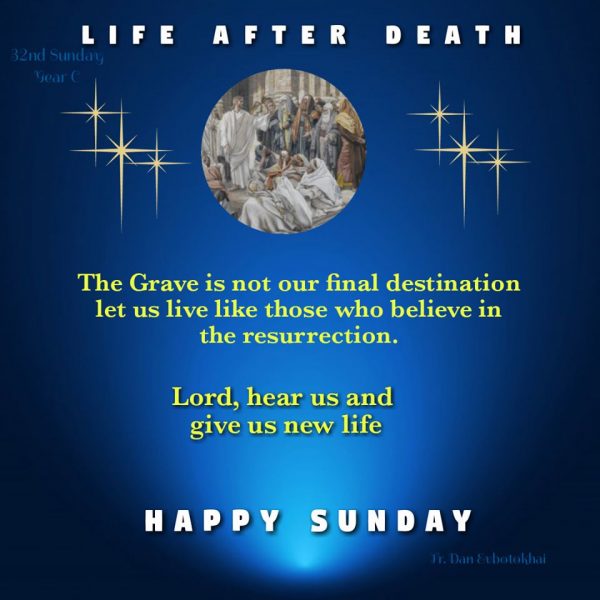 LIFE AFTER DEATH
32nd Sunday
Year C
The Grave is not our final destination
let us live like those who believe in
the resurrection.
Lord, hear us and
give us new life
HAPPY SUNDAY
Fr. Dan Evbotokhai